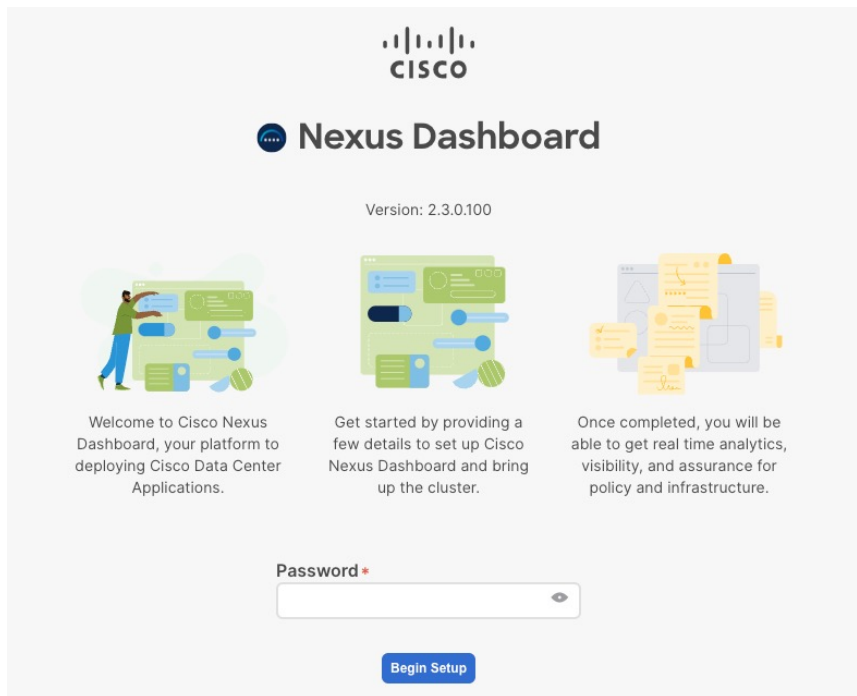 CISCO
Nexus Dashboard
Version: 2.3.0.100
Welcome to Cisco Nexus
Dashboard, your platform to
deploying Cisco Data Center
Applications.
Get started by providing a
few details to set up Cisco
Nexus Dashboard and bring
up the cluster.
Once completed, you will be
able to get real time analytics,
visibility, and assurance for
policy and infrastructure.
Password *
Begin Setup